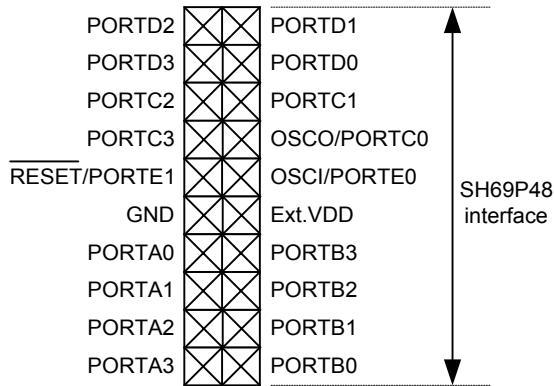 PORTD2 PORTD1
PORTD3 PORTD0
PORTC2 PORTC1
PORTC3 OSCO/PORTC0
RESET/PORTE1 OSCI/PORTE0
GND Ext.VDD
PORTA0 PORTB3
PORTA1 PORTB2
PORTA2 PORTB1
PORTA3 PORTB0
SH69P48
interface